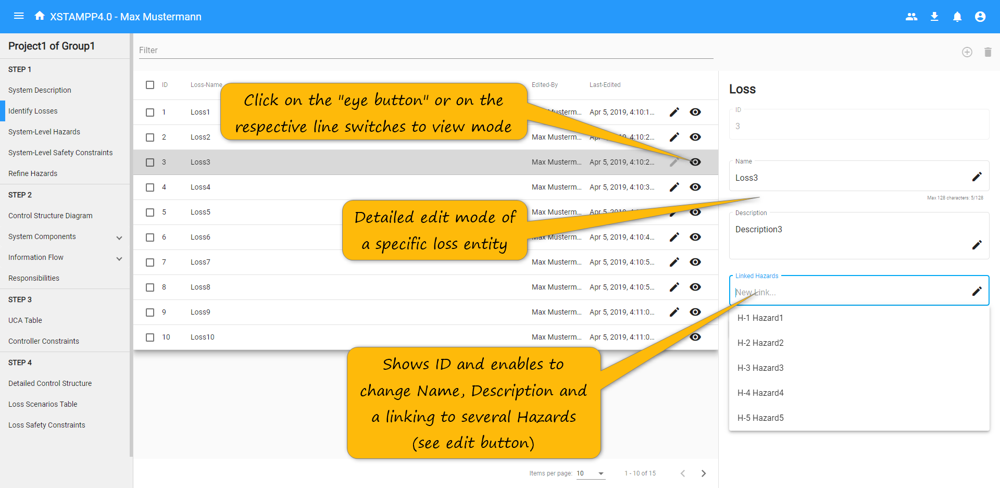 XSTAMPP4.0 - Max Mustermann
Project1 of Group1
STEP 1
System Description
Identify Losses
System-Level Hazards
System-Level Safety Constraints
Refine Hazards
STEP 2
Control Structure Diagram
System Components
Information Flow
Responsibilities
STEP 3
UCA Table
Controller Constraints
STEP 4
Detailed Control Structure
Loss Scenarios Table
Loss Safety Constraints
Filter
ID Loss-Name Edited-By Last-Edited
1 Loss1 Musterm... Apr 5, 2019, 4:10:1...
2 Loss2 Max Musterm... Apr 5, 2019, 4:10:2...
3 Loss3 Max Musterm... Apr 5, 2019, 4:10:2...
4 Loss4 Max Musterm... Apr 5, 2019, 4:10:3...
5 Loss5 Max Musterm... Apr 5, 2019, 4:10:4...
6 Loss6 Max Musterm... Apr 5, 2019, 4:10:4...
7 Loss7 Max Musterm... Apr 5, 2019, 4:10:5...
8 Loss8 Max Musterm... Apr 5, 2019, 4:10:5...
9 Loss9 Max Musterm... Apr 5, 2019, 4:11:0...
10 Loss10 Max Musterm... Apr 5, 2019, 4:11:0...
Click on the "eye button" or on the
respective line switches to view mode
Detailed edit mode of
a specific loss entity
Shows ID and enables to
change Name, Description and
a linking to several Hazards
(see edit button)
Items per page: 10 1 - 10 of 15
Loss
ID
3
Name
Loss3
Max 128 characters: 5/128
Description
Description3
Linked Hazards
New Link...
H-1 Hazard1
H-2 Hazard2
H-3 Hazard3
H-4 Hazard4
H-5 Hazard5